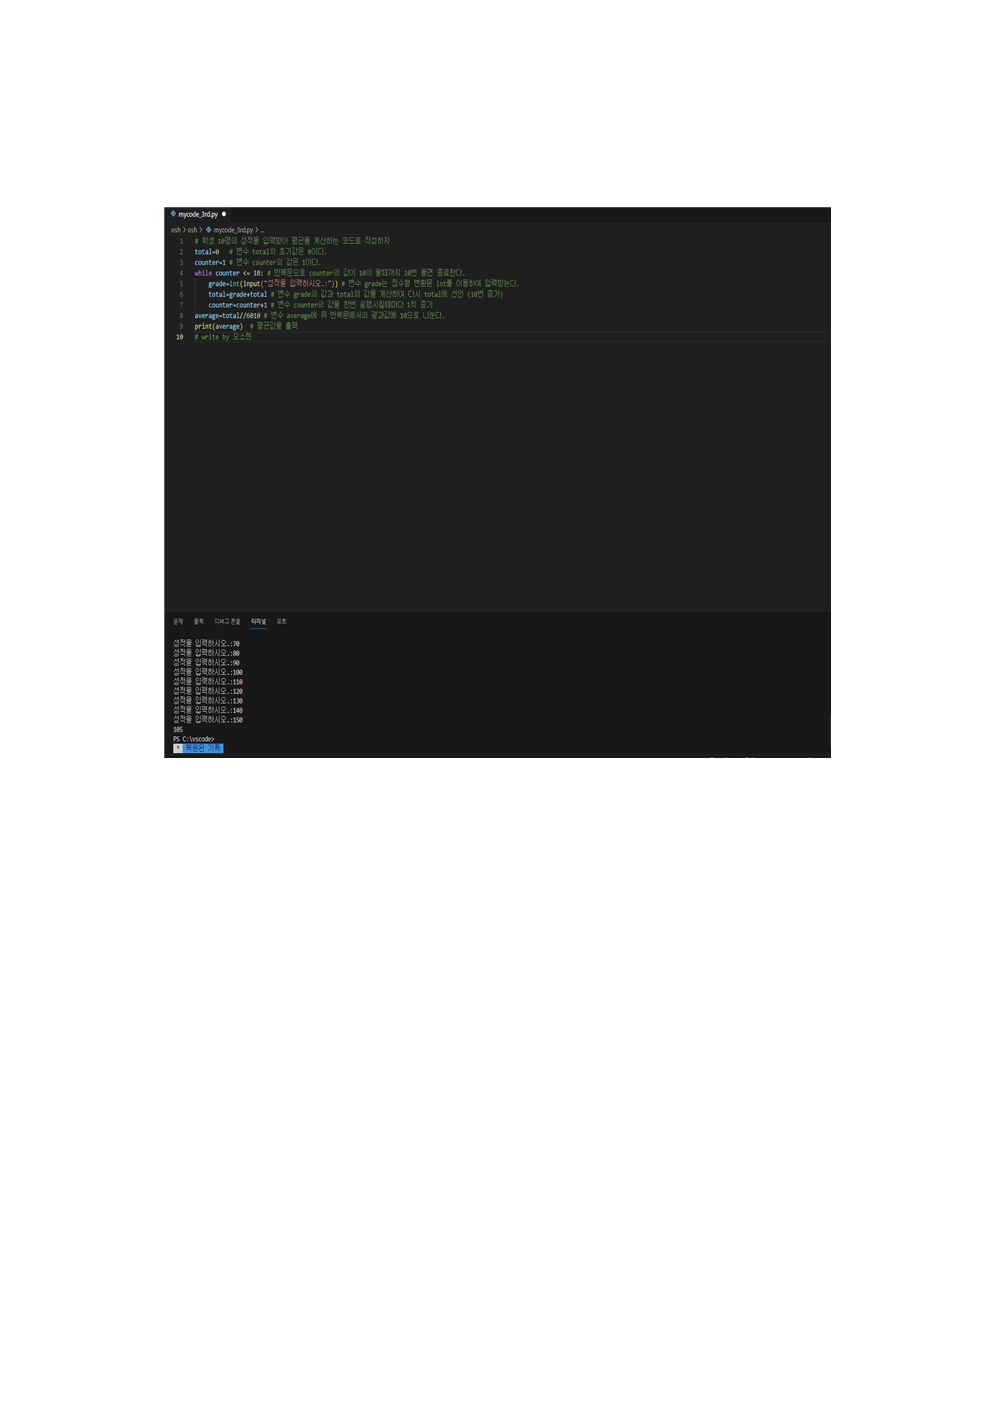 mycode_3rd.py ●
osh > osh > mycode_3rd.py > ...
1 # 학생 10명의 성적을 입력받아 평균을 계산하는 코드로 작성하자
2 total=0 # 변수 total의 초기값은 0이다.
3 counter=1 # 변수 counter의 값은 1이다.
4 while counter <= 10: # 반복문으로 counter의 값이 10이 될때까지 10번 돌면 종료한다.
5 grade=int(input("성적을 입력하시오.:")) # 변수 grade는 정수형 변환문 int를 이용하여 입력받는다.
6 total=grade+total # 변수 grade의 값과 total의 값을 계산하여 다시 total에 선언 (10번 증가)
7 counter=counter+1 # 변수 counter의 값을 한번 실행시킬때마다 1씩 증가
8 average=total//6010 # 변수 average에 위 반복문에서의 결과값에 10으로 나눈다.
9 print(average) # 평균값을 출력
10 # write by 오소현
문제 출력 디버그 콘솔 터미널 포트
성적을 입력하시오.:70
성적을 입력하시오.:80
성적을 입력하시오.:90
성적을 입력하시오.:100
성적을 입력하시오.:110
성적을 입력하시오.:120
성적을 입력하시오.:130
성적을 입력하시오.:140
성적을 입력하시오.:150
105
PS C:\vscode>
* 복원된 기록